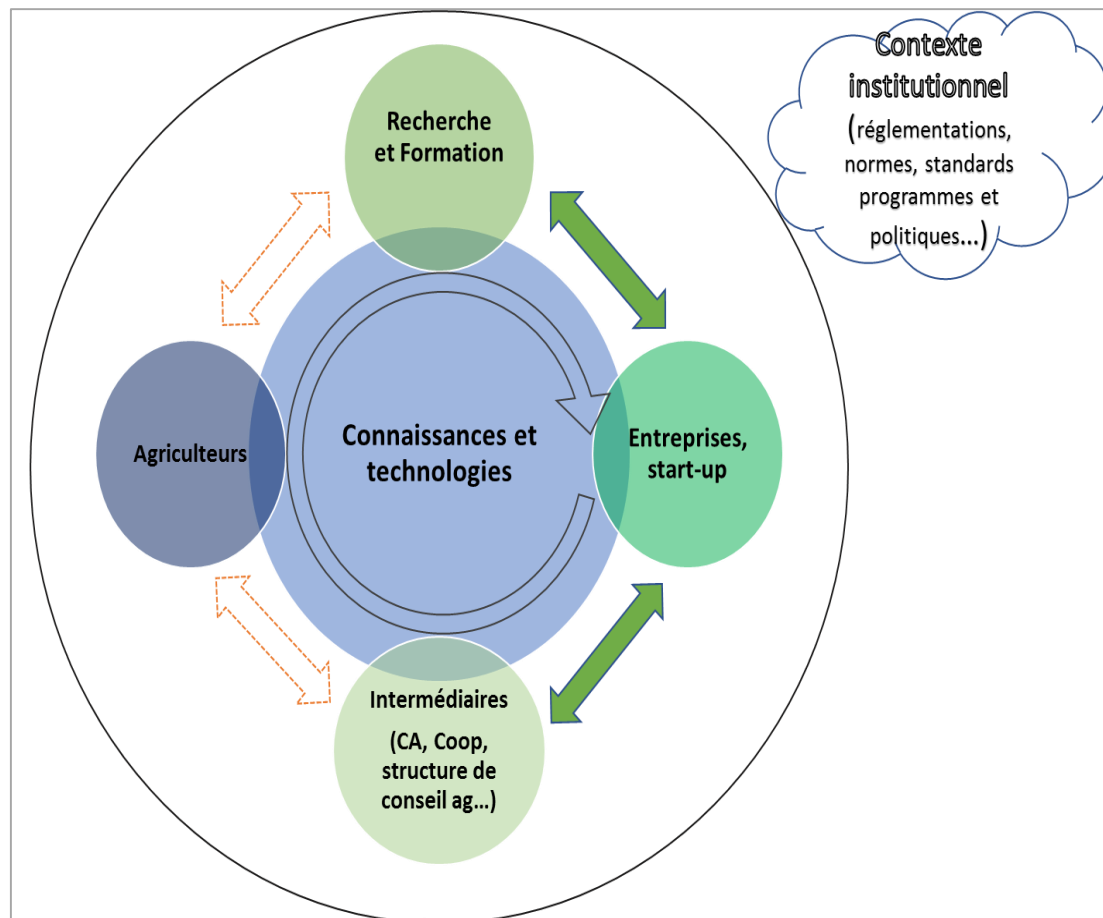 Contexte
institutionnel
(réglementations,
normes, standards
programmes et
politiques...)
Recherche
et Formation
Connaissances et
technologies
Agriculteurs
Entreprises,
start-up
Intermédiaires
(CA, Coop,
structure de
conseil ag...)